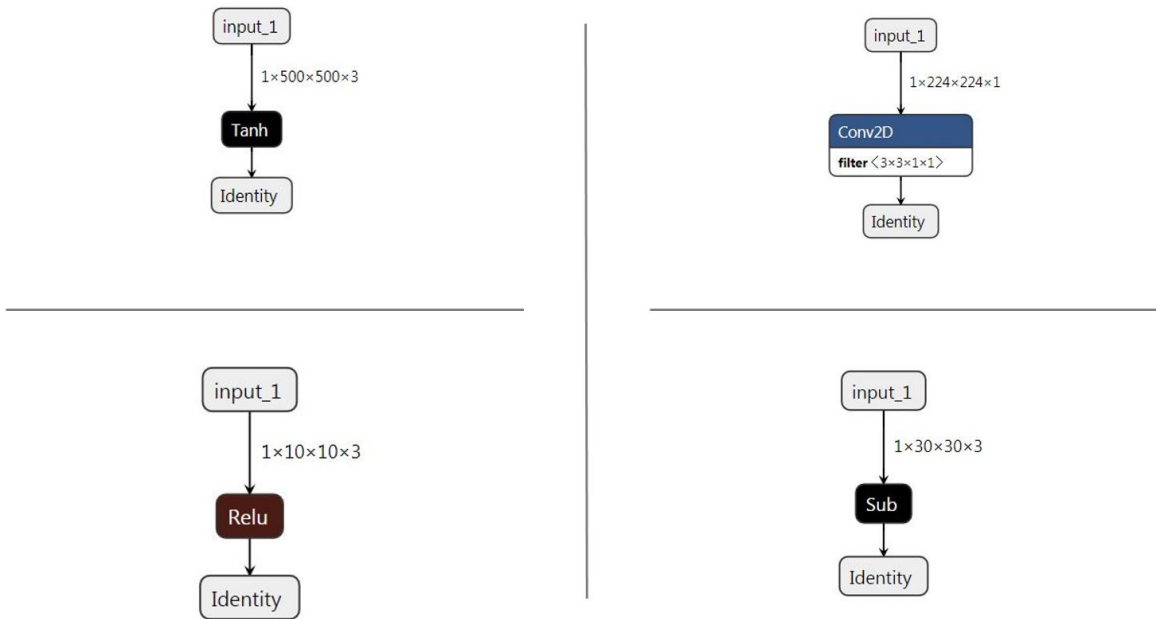 input_1
1×500×500×3
Tanh
Identity
input_1
1×224×224×1
Conv2D
filter〈3×3×1×1〉
Identity
input_1
1×10×10×3
Relu
Identity
input_1
1×30×30×3
Sub
Identity